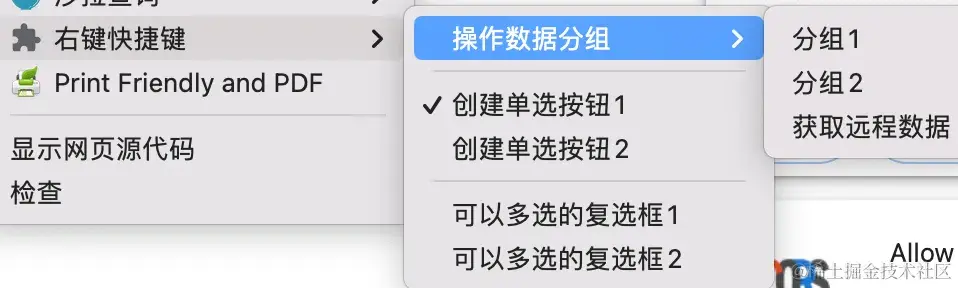 沙拉查询
右键快捷键
Print Friendly and PDF
显示网页源代码
检查
操作数据分组
创建单选按钮1
创建单选按钮2
可以多选的复选框1
可以多选的复选框2
分组1
分组2
获取远程数据
Allow
@稀土掘金技术社区